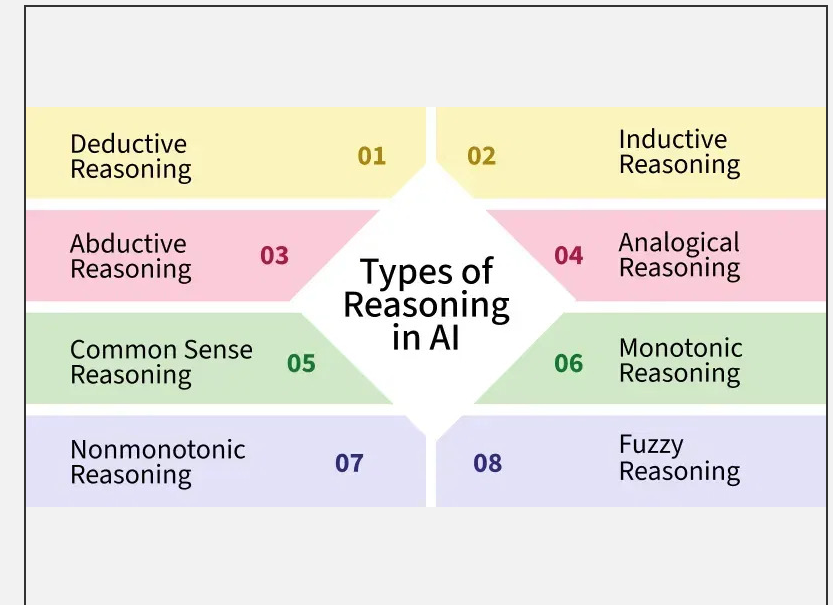 Deductive
Reasoning
01
02
Inductive
Reasoning
Abductive
Reasoning
03
04
Analogical
Reasoning
Types of
Reasoning
in AI
Common Sense
Reasoning
05
06
Monotonic
Reasoning
Nonmonotonic
Reasoning
07
08
Fuzzy
Reasoning